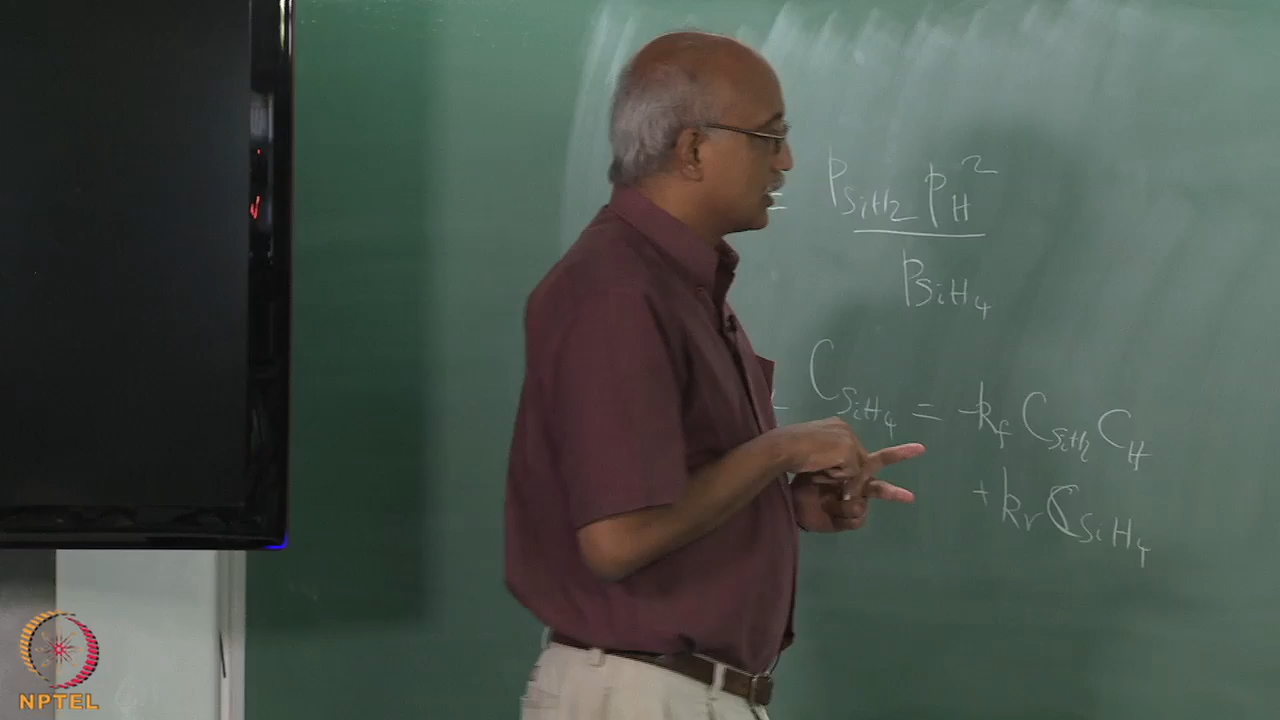 = P_SiH2 P_H^2
P_SiH4
C_SiH4 = -k_f C_SiH2 C_H
+ k_r C_SiH4
NPTEL